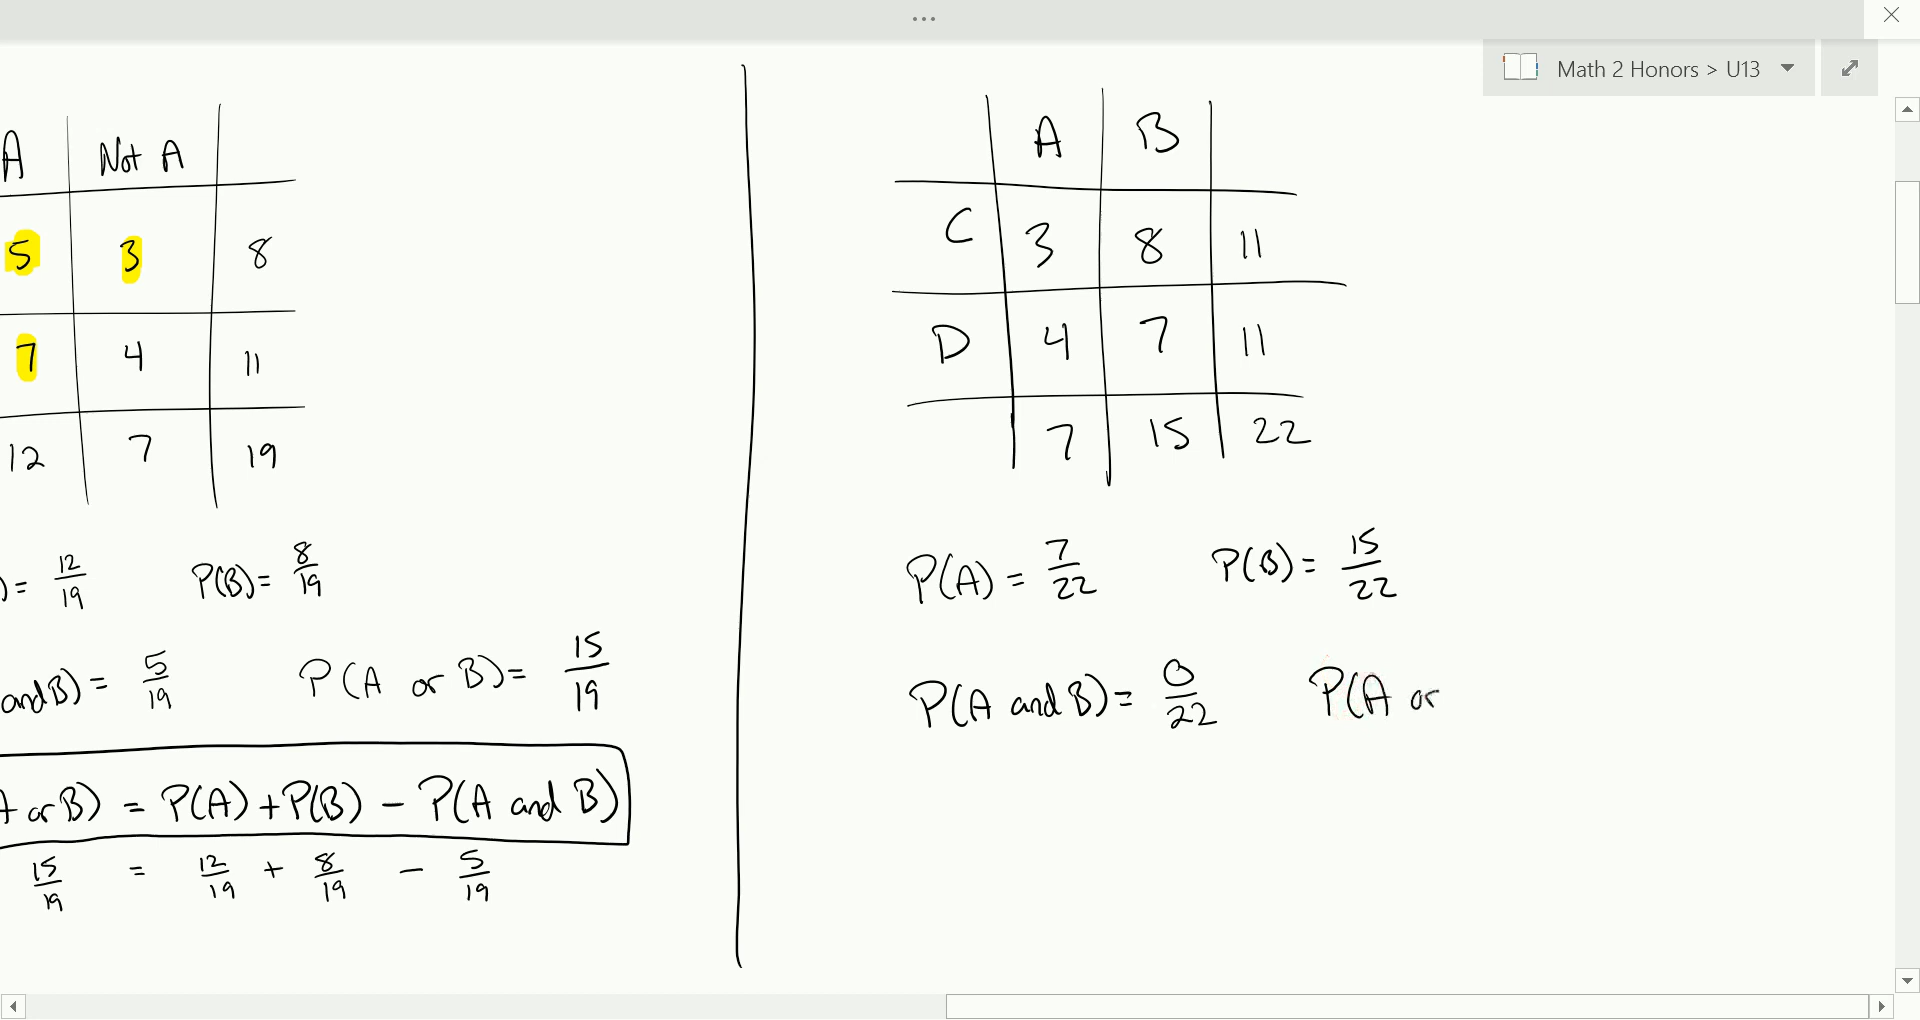 Math 2 Honors > U13
A Not A
5 3 8
7 4 11
12 7 19
) = 12/19 P(B) = 8/19
and B) = 5/19 P(A or B) = 15/19
A or B) = P(A) + P(B) - P(A and B)
15/19 = 12/19 + 8/19 - 5/19
A B
C 3 8 11
D 4 7 11
7 15 22
P(A) = 7/22 P(B) = 15/22
P(A and B) = 0/22 P(A or